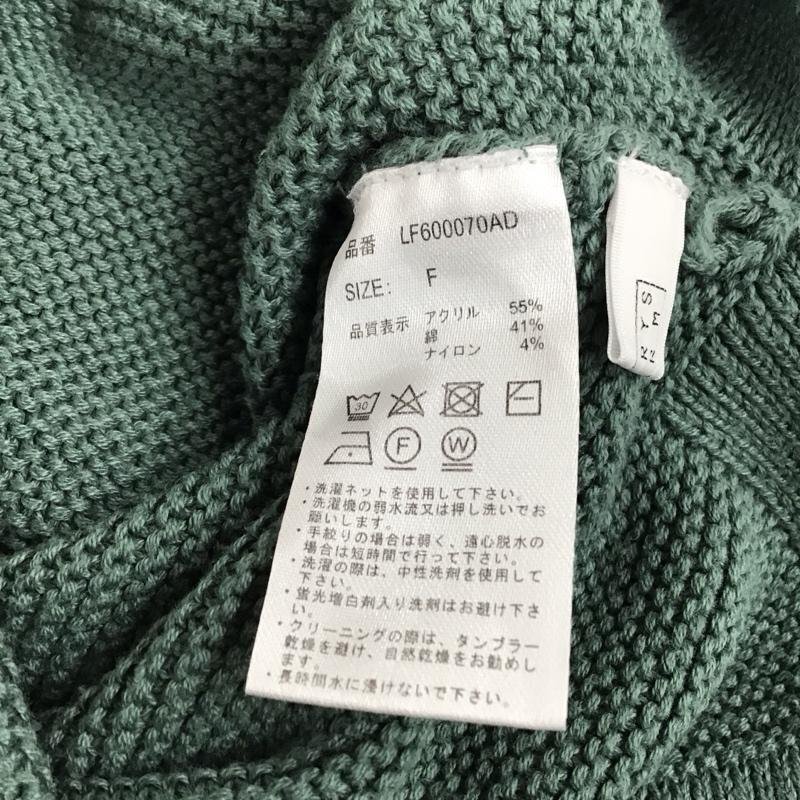 品番 LF600070AD
SIZE: F
品質表示 アクリル 55%
綿 41%
ナイロン 4%
30
F W
・洗濯ネットを使用して下さい。
・洗濯機の弱水流又は押し洗いでお
願いします。
・手絞りの場合は弱く、遠心脱水の
場合は短時間で行って下さい。
・洗濯の際は、中性洗剤を使用して
下さい。
・蛍光増白剤入り洗剤はお避け下さ
い。
・クリーニングの際は、タンブラー
乾燥を避け、自然乾燥をお勧めし
ます。
・長時間水に浸けないで下さい。